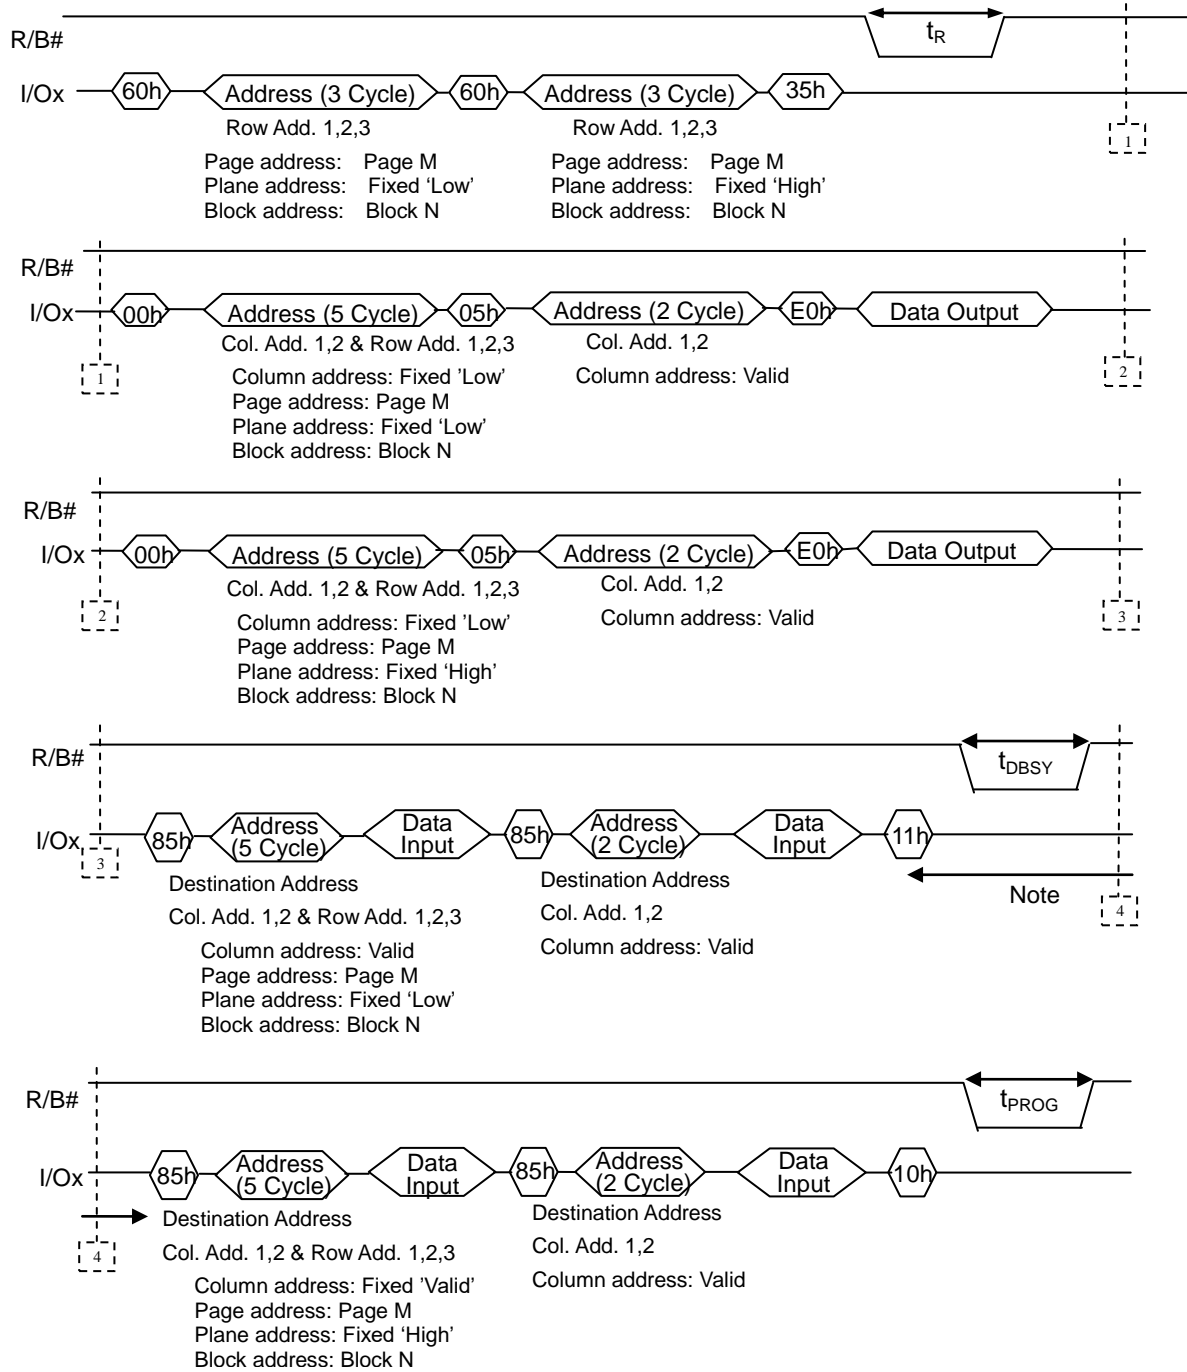 R/B#
t_R
I/Ox 60h Address (3 Cycle) 60h Address (3 Cycle) 35h
Row Add. 1,2,3 Row Add. 1,2,3
1
Page address: Page M Page address: Page M
Plane address: Fixed ‘Low’ Plane address: Fixed ‘High’
Block address: Block N Block address: Block N
R/B#
I/Ox 00h Address (5 Cycle) 05h Address (2 Cycle) E0h Data Output
Col. Add. 1,2 & Row Add. 1,2,3 Col. Add. 1,2
1 2
Column address: Fixed ’Low’ Column address: Valid
Page address: Page M
Plane address: Fixed ‘Low’
Block address: Block N
R/B#
I/Ox 00h Address (5 Cycle) 05h Address (2 Cycle) E0h Data Output
Col. Add. 1,2 & Row Add. 1,2,3 Col. Add. 1,2
2 3
Column address: Fixed ’Low’ Column address: Valid
Page address: Page M
Plane address: Fixed ‘High’
Block address: Block N
R/B#
t_DBSY
I/Ox 85h Address (5 Cycle) Data Input 85h Address (2 Cycle) Data Input 11h
3
Destination Address Destination Address
Note
Col. Add. 1,2 & Row Add. 1,2,3 Col. Add. 1,2
4
Column address: Valid Column address: Valid
Page address: Page M
Plane address: Fixed ‘Low’
Block address: Block N
R/B#
t_PROG
I/Ox 85h Address (5 Cycle) Data Input 85h Address (2 Cycle) Data Input 10h
Destination Address Destination Address
Col. Add. 1,2 & Row Add. 1,2,3 Col. Add. 1,2
4
Column address: Fixed ’Valid’ Column address: Valid
Page address: Page M
Plane address: Fixed ‘High’
Block address: Block N